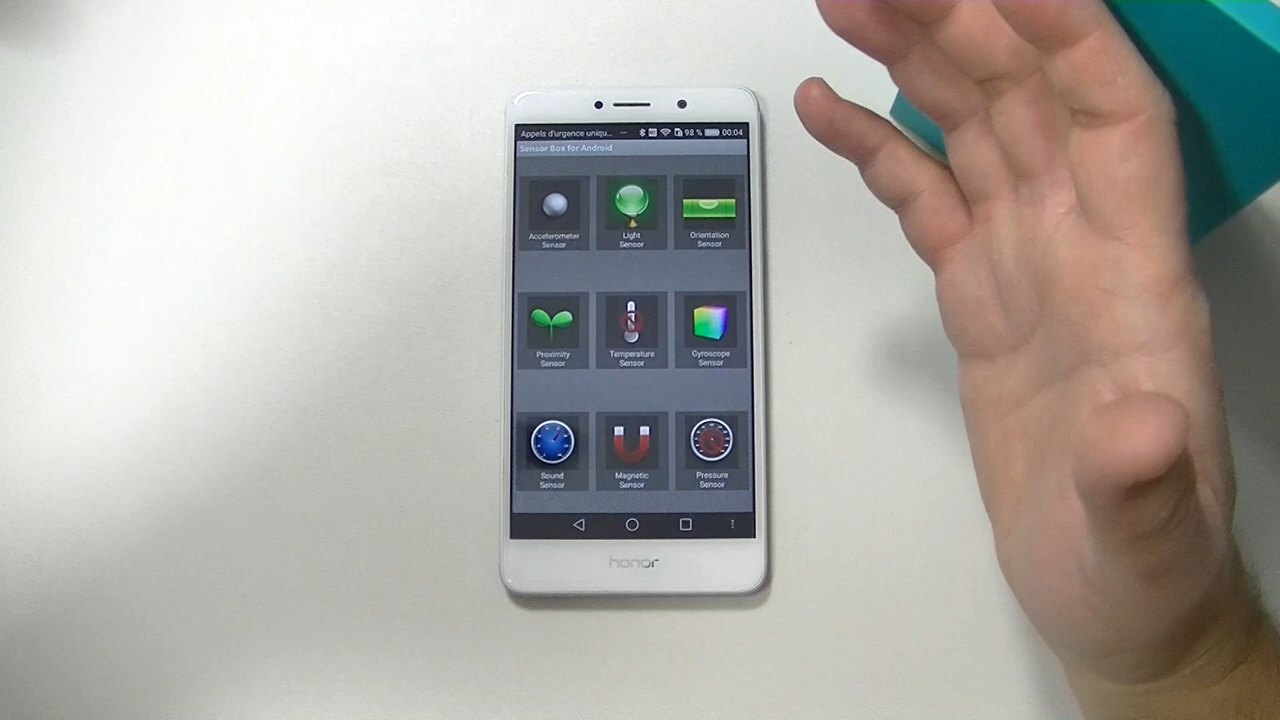 Appels d'urgence uniqu... 98 % 00:04
Sensor Box for Android
Accelerometer
Sensor
Light
Sensor
Orientation
Sensor
Proximity
Sensor
Temperature
Sensor
Gyroscope
Sensor
Sound
Sensor
Magnetic
Sensor
Pressure
Sensor
honor